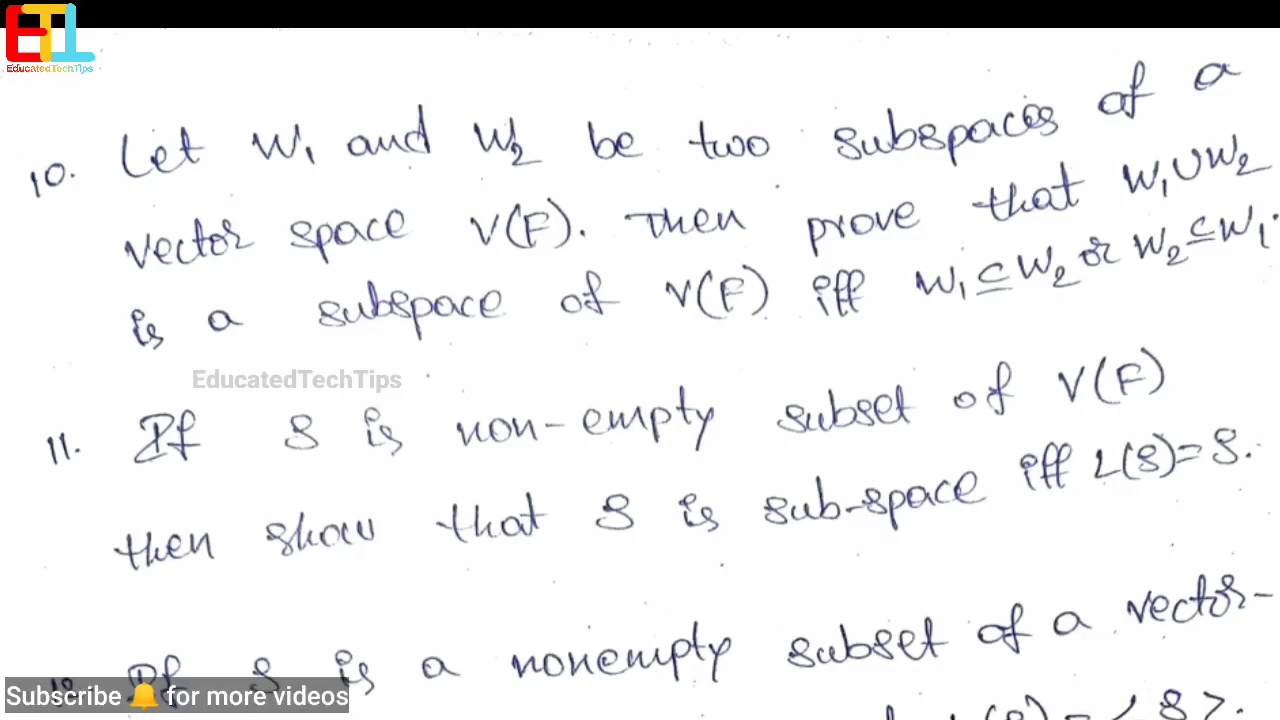 ETL
EducatedTechTips
10. Let W1 and W2 be two subspaces of a
vector space V(F). Then prove that W1∪W2
is a subspace of V(F) iff W1⊆W2 or W2⊆W1.
EducatedTechTips
11. If S is non-empty subset of V(F)
then show that S is sub-space iff L(S)=S.
If S is a nonempty subset of a vector-
Subscribe 🔔 for more videos
(S) = <S>.